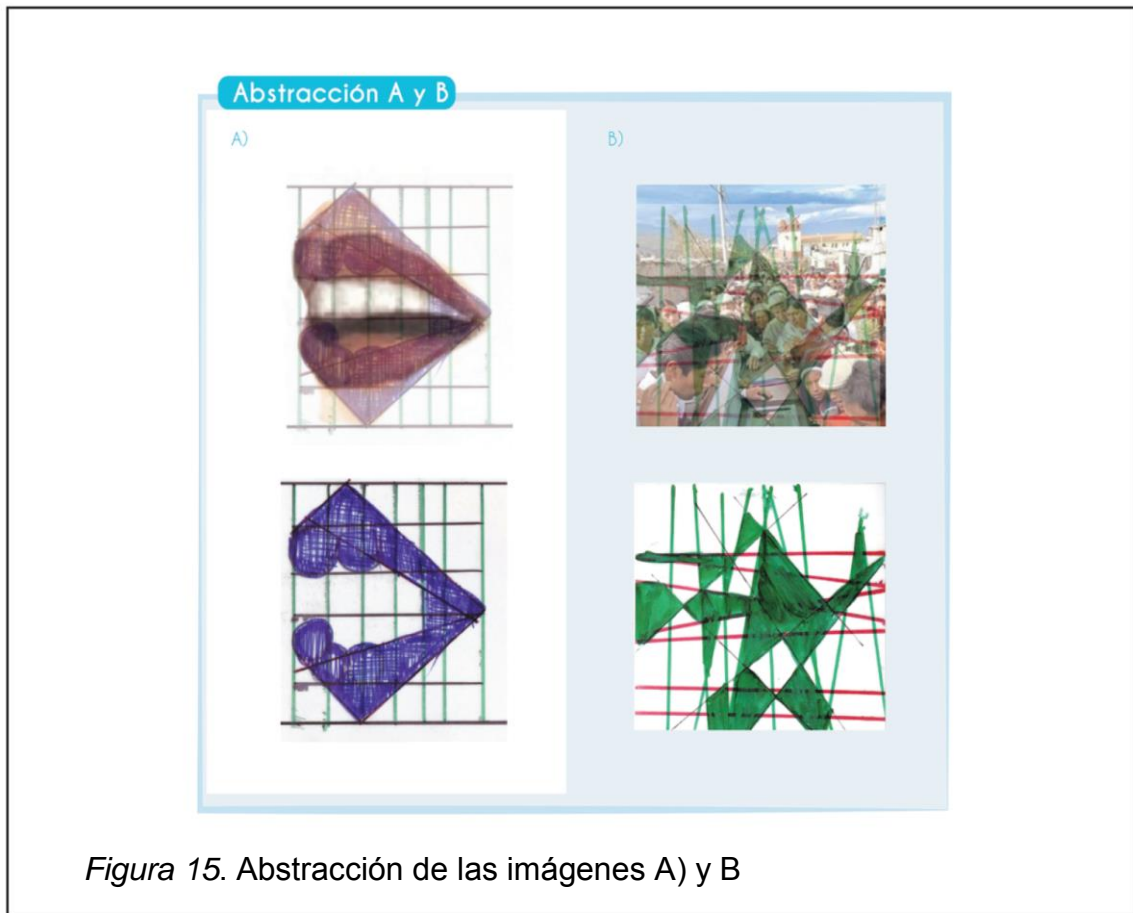 Abstracción A y B
A)
B)
Figura 15. Abstracción de las imágenes A) y B